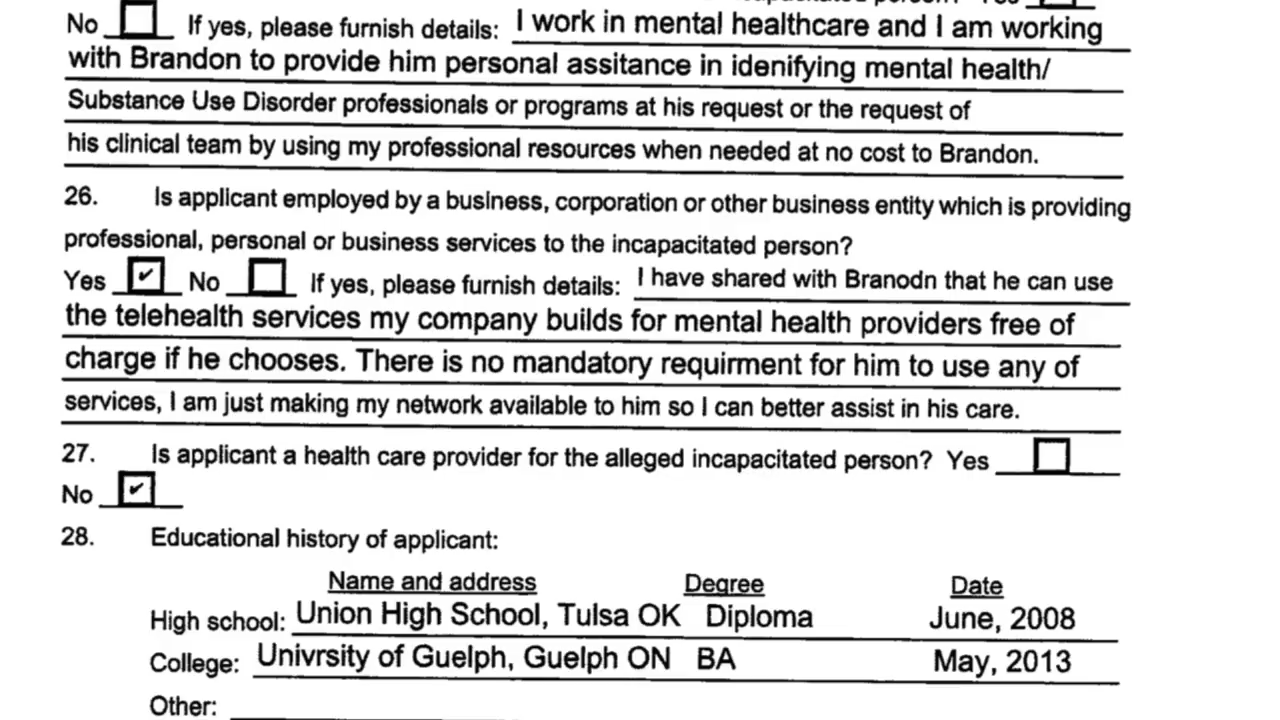 No If yes, please furnish details: I work in mental healthcare and I am working
with Brandon to provide him personal assitance in idenifying mental health/
Substance Use Disorder professionals or programs at his request or the request of
his clinical team by using my professional resources when needed at no cost to Brandon.
26. Is applicant employed by a business, corporation or other business entity which is providing
professional, personal or business services to the incapacitated person?
Yes ✔ No If yes, please furnish details: I have shared with Branodn that he can use
the telehealth services my company builds for mental health providers free of
charge if he chooses. There is no mandatory requirment for him to use any of
services, I am just making my network available to him so I can better assist in his care.
27. Is applicant a health care provider for the alleged incapacitated person? Yes
No ✔
28. Educational history of applicant:
Name and address Degree Date
High school: Union High School, Tulsa OK Diploma June, 2008
College: Univrsity of Guelph, Guelph ON BA May, 2013
Other: